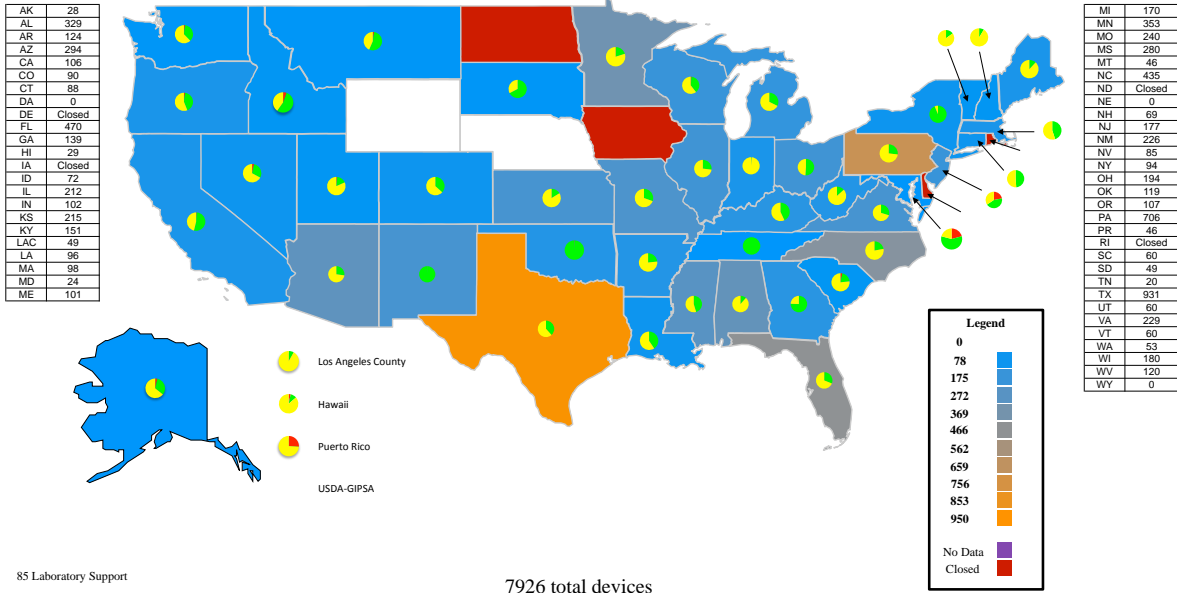 AK 28
AL 329
AR 124
AZ 294
CA 106
CO 90
CT 88
DA 0
DE Closed
FL 470
GA 139
HI 29
IA Closed
ID 72
IL 212
IN 102
KS 215
KY 151
LAC 49
LA 96
MA 98
MD 24
ME 101
MI 170
MN 353
MO 240
MS 280
MT 46
NC 435
ND Closed
NE 0
NH 69
NJ 177
NM 226
NV 85
NY 94
OH 194
OK 119
OR 107
PA 706
PR 46
RI Closed
SC 60
SD 49
TN 20
TX 931
UT 60
VA 229
VT 60
WA 53
WI 180
WV 120
WY 0
Los Angeles County
Hawaii
Puerto Rico
USDA-GIPSA
Legend
0
78
175
272
369
466
562
659
756
853
950
No Data
Closed
85 Laboratory Support
7926 total devices